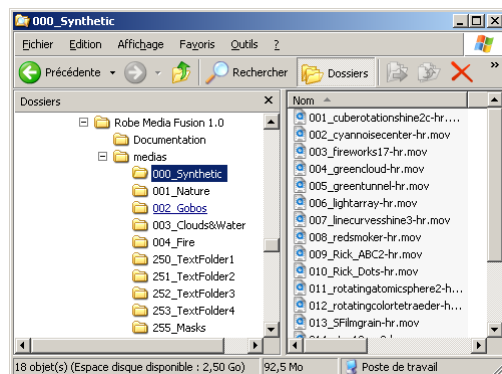 000_Synthetic
Fichier Edition Affichage Favoris Outils ?
Précédente Rechercher Dossiers »
Dossiers
Robe Media Fusion 1.0
Documentation
medias
000_Synthetic
001_Nature
002_Gobos
003_Clouds&Water
004_Fire
250_TextFolder1
251_TextFolder2
252_TextFolder3
253_TextFolder4
255_Masks
Nom
001_cuberotationshine2c-hr....
002_cyannoisecenter-hr.mov
003_fireworks17-hr.mov
004_greencloud-hr.mov
005_greentunnel-hr.mov
006_lightarray-hr.mov
007_linecurvesshine3-hr.mov
008_redsmoker-hr.mov
009_Rick_ABC2-hr.mov
010_Rick_Dots-hr.mov
011_rotatingatomicsphere2-h...
012_rotatingcolortetraeder-h...
013_SFilmgrain-hr.mov
18 objet(s) (Espace disque disponible : 2,50 Go) 92,5 Mo Poste de travail